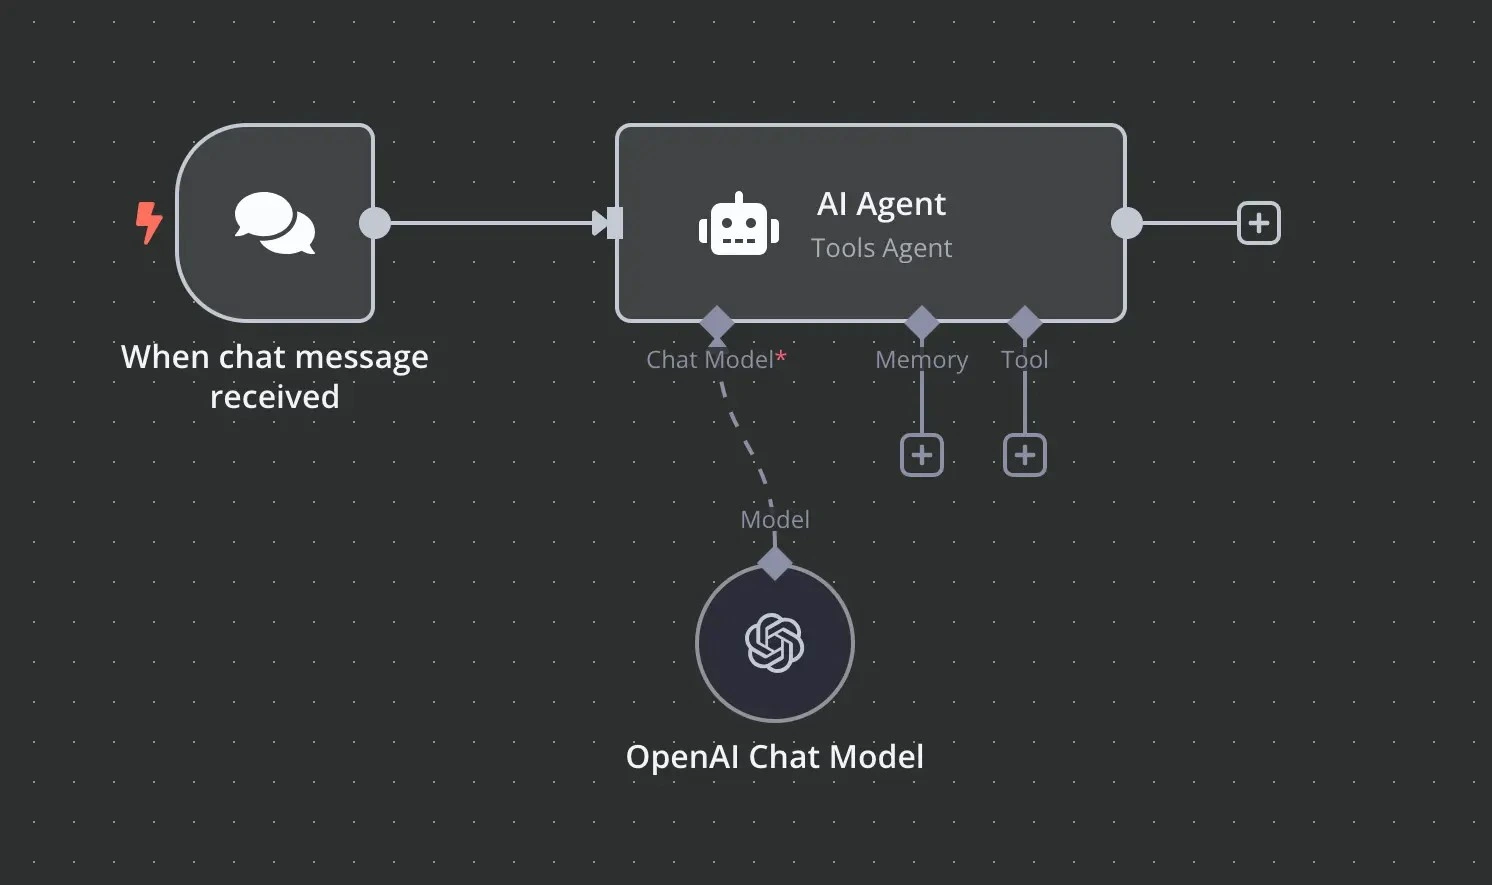 AI Agent
Tools Agent
When chat message
received
Chat Model*
Memory
Tool
Model
OpenAI Chat Model